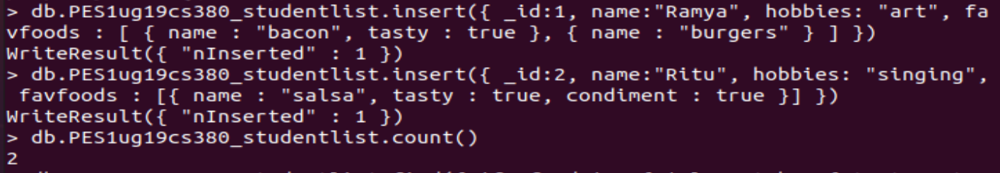 > db.PES1ug19cs380_studentlist.insert({ _id:1, name:"Ramya", hobbies: "art", fa
vfoods : [ { name : "bacon", tasty : true }, { name : "burgers" } ] })
WriteResult({ "nInserted" : 1 })
> db.PES1ug19cs380_studentlist.insert({ _id:2, name:"Ritu", hobbies: "singing",
 favfoods : [{ name : "salsa", tasty : true, condiment : true }] })
WriteResult({ "nInserted" : 1 })
> db.PES1ug19cs380_studentlist.count()
2